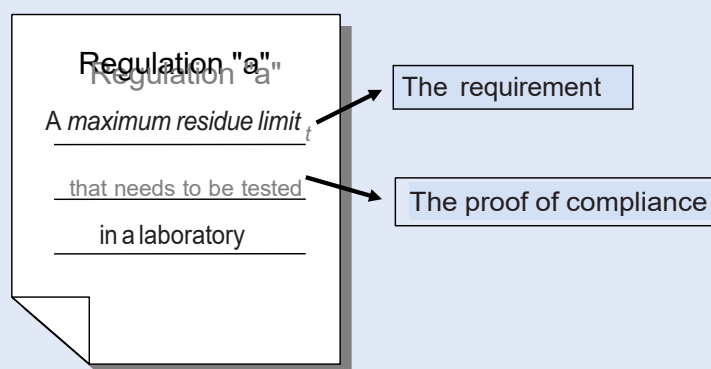 Regulation "a"
A maximum residue limit
The requirement
that needs to be tested
The proof of compliance
in a laboratory